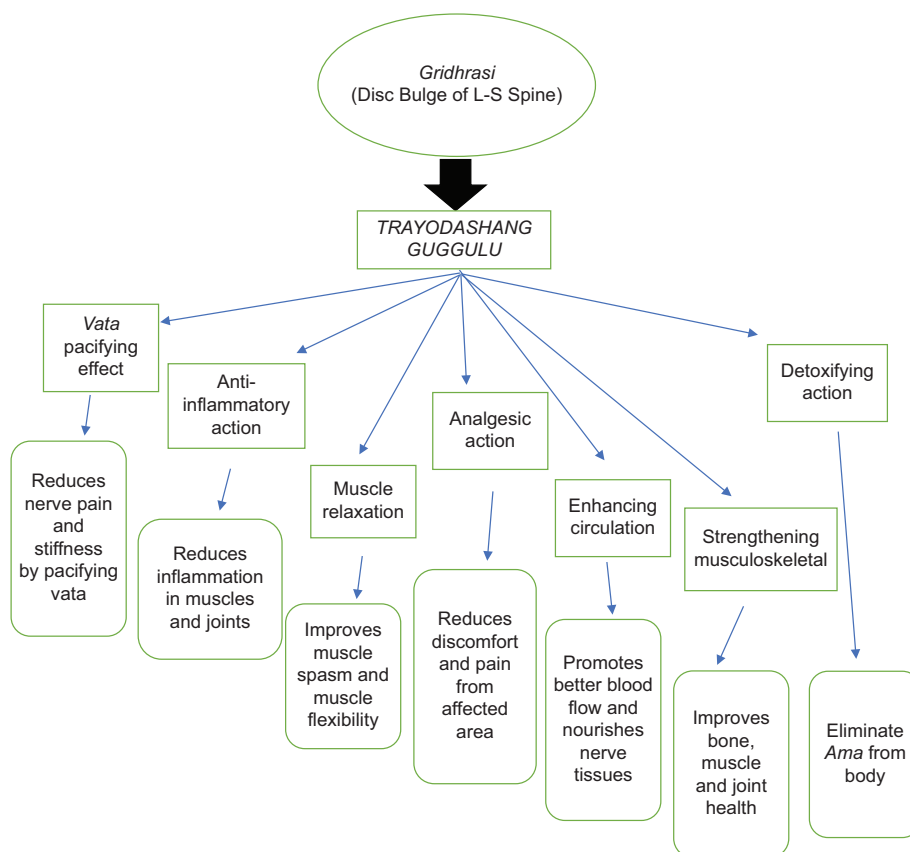 Gridhrasi
(Disc Bulge of L-S Spine)
TRAYODASHANG
GUGGULU
Vata
pacifying
effect
Anti-
inflammatory
action
Muscle
relaxation
Analgesic
action
Enhancing
circulation
Strengthening
musculoskeletal
Detoxifying
action
Reduces
nerve pain
and
stiffness
by pacifying
vata
Reduces
inflammation
in muscles
and joints
Improves
muscle
spasm and
muscle
flexibility
Reduces
discomfort
and pain
from
affected
area
Promotes
better blood
flow and
nourishes
nerve
tissues
Improves
bone,
muscle
and joint
health
Eliminate
Ama from
body